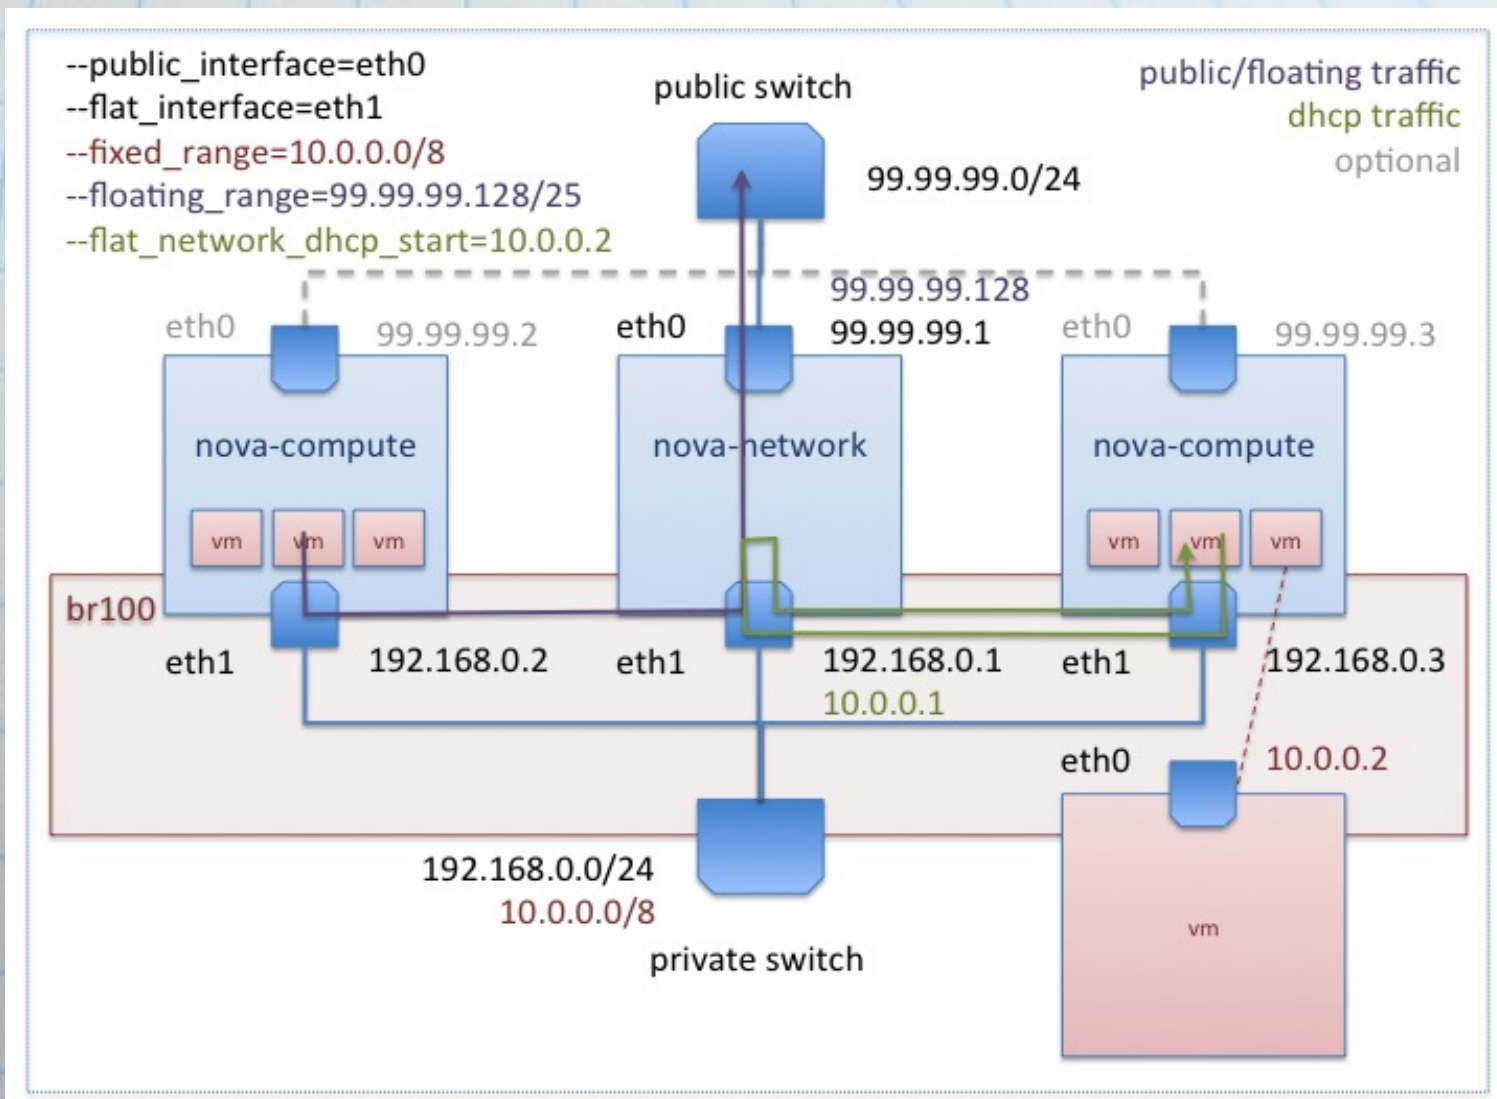 --public_interface=eth0
--flat_interface=eth1
--fixed_range=10.0.0.0/8
--floating_range=99.99.99.128/25
--flat_network_dhcp_start=10.0.0.2
public switch
99.99.99.0/24
public/floating traffic
dhcp traffic
optional
eth0
99.99.99.2
eth0
99.99.99.128
99.99.99.1
eth0
99.99.99.3
nova-compute
nova-network
nova-compute
vm
vm
vm
vm
vm
vm
br100
eth1
192.168.0.2
eth1
192.168.0.1
10.0.0.1
eth1
192.168.0.3
eth0
10.0.0.2
192.168.0.0/24
10.0.0.0/8
private switch
vm